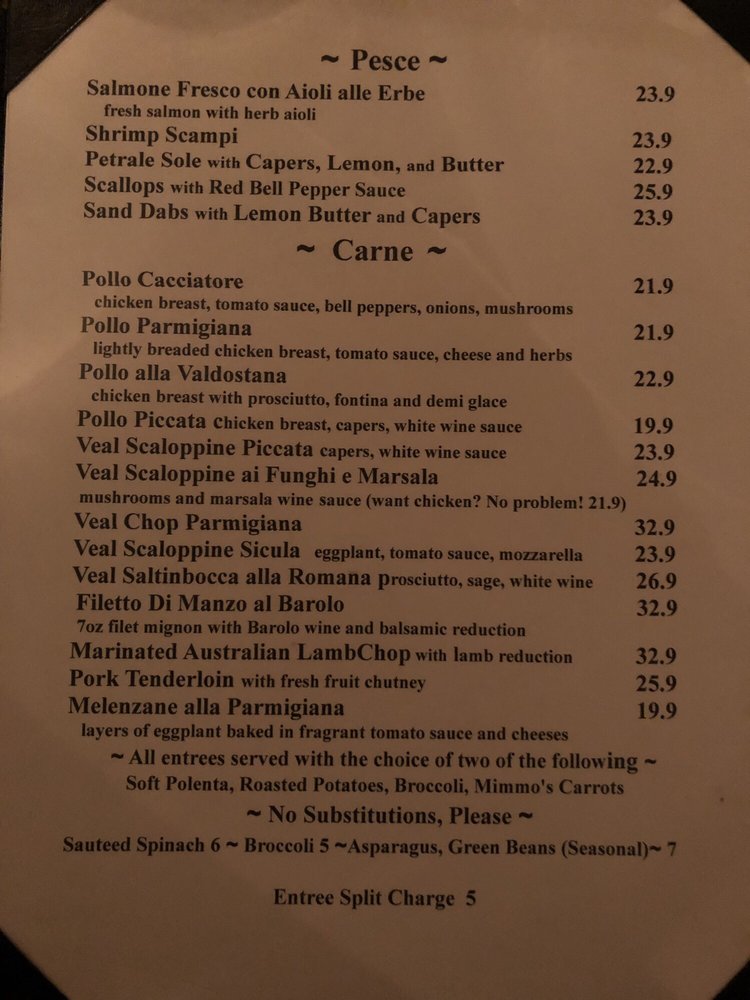 ~ Pesce ~
Salmone Fresco con Aioli alle Erbe 23.9
fresh salmon with herb aioli
Shrimp Scampi 23.9
Petrale Sole with Capers, Lemon, and Butter 22.9
Scallops with Red Bell Pepper Sauce 25.9
Sand Dabs with Lemon Butter and Capers 23.9
~ Carne ~
Pollo Cacciatore 21.9
chicken breast, tomato sauce, bell peppers, onions, mushrooms
Pollo Parmigiana 21.9
lightly breaded chicken breast, tomato sauce, cheese and herbs
Pollo alla Valdostana 22.9
chicken breast with prosciutto, fontina and demi glace
Pollo Piccata chicken breast, capers, white wine sauce 19.9
Veal Scaloppine Piccata capers, white wine sauce 23.9
Veal Scaloppine ai Funghi e Marsala 24.9
mushrooms and marsala wine sauce (want chicken? No problem! 21.9)
Veal Chop Parmigiana 32.9
Veal Scaloppine Sicula eggplant, tomato sauce, mozzarella 23.9
Veal Saltinbocca alla Romana prosciutto, sage, white wine 26.9
Filetto Di Manzo al Barolo 32.9
7oz filet mignon with Barolo wine and balsamic reduction
Marinated Australian LambChop with lamb reduction 32.9
Pork Tenderloin with fresh fruit chutney 25.9
Melenzane alla Parmigiana 19.9
layers of eggplant baked in fragrant tomato sauce and cheeses
~ All entrees served with the choice of two of the following ~
Soft Polenta, Roasted Potatoes, Broccoli, Mimmo's Carrots
~ No Substitutions, Please ~
Sauteed Spinach 6 ~ Broccoli 5 ~Asparagus, Green Beans (Seasonal)~ 7
Entree Split Charge 5